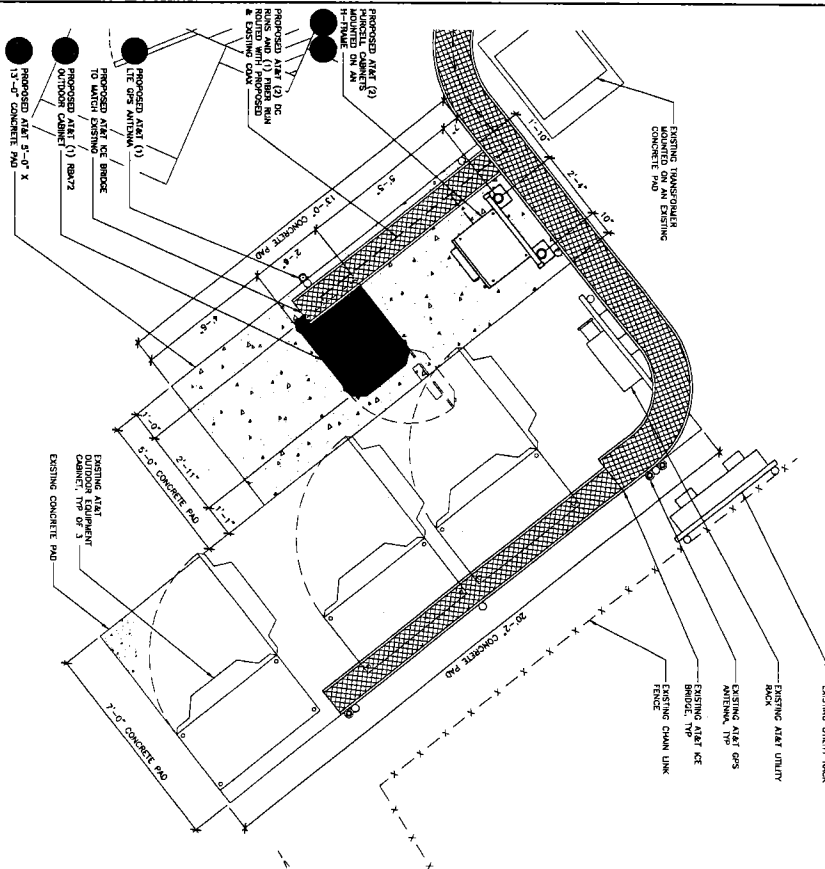 PROPOSED AT&T (2)
PURCELL CABINETS
MOUNTED ON AN
H-FRAME
PROPOSED AT&T (2) DC
RUNS AND (1) FIBER RUN
ROUTED WITH PROPOSED
& EXISTING COAX
PROPOSED AT&T (1)
LTE GPS ANTENNA
PROPOSED AT&T ICE BRIDGE
TO MATCH EXISTING
PROPOSED AT&T (1) RBA72
OUTDOOR CABINET
PROPOSED AT&T 5'-0" X
13'-0" CONCRETE PAD
EXISTING TRANSFORMER
MOUNTED ON AN EXISTING
CONCRETE PAD
1'-10"
2'-4"
10"
5'-5"
13'-0" CONCRETE PAD
2'-6"
4'-6"
1'-0"
2'-11"
1'-1"
5'-0" CONCRETE PAD
EXISTING AT&T
OUTDOOR EQUIPMENT
CABINET, TYP OF 3
EXISTING CONCRETE PAD
7'-0" CONCRETE PAD
20'-2" CONCRETE PAD
EXISTING AT&T UTILITY
RACK
EXISTING AT&T GPS
ANTENNA, TYP
EXISTING AT&T ICE
BRIDGE, TYP
EXISTING CHAIN LINK
FENCE